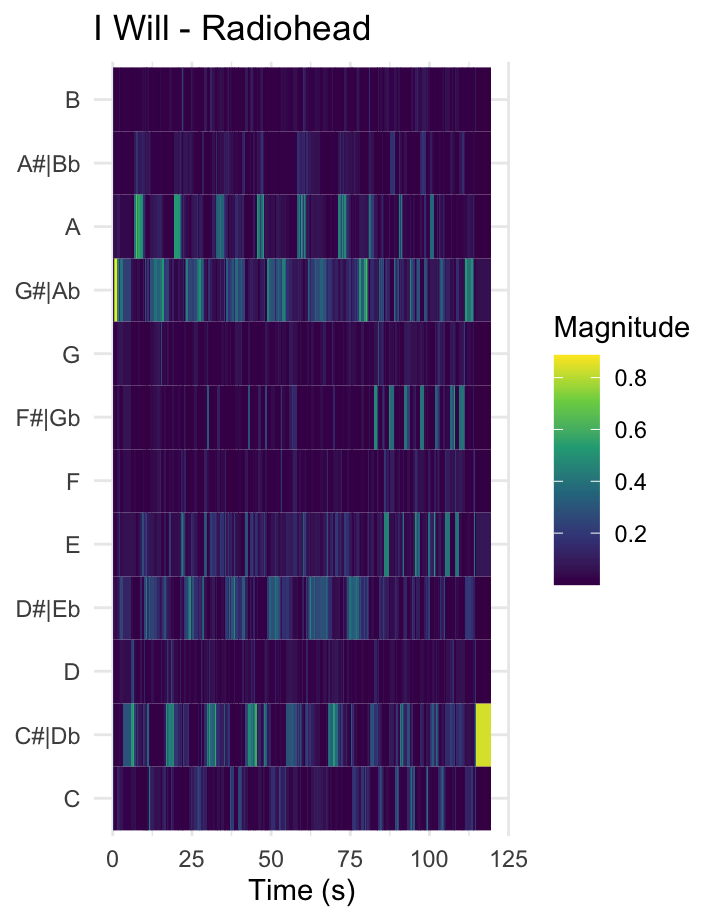 I Will - Radiohead
B
A#|Bb
A
G#|Ab
G
F#|Gb
F
E
D#|Eb
D
C#|Db
C
0 25 50 75 100 125
Time (s)
Magnitude
0.8
0.6
0.4
0.2